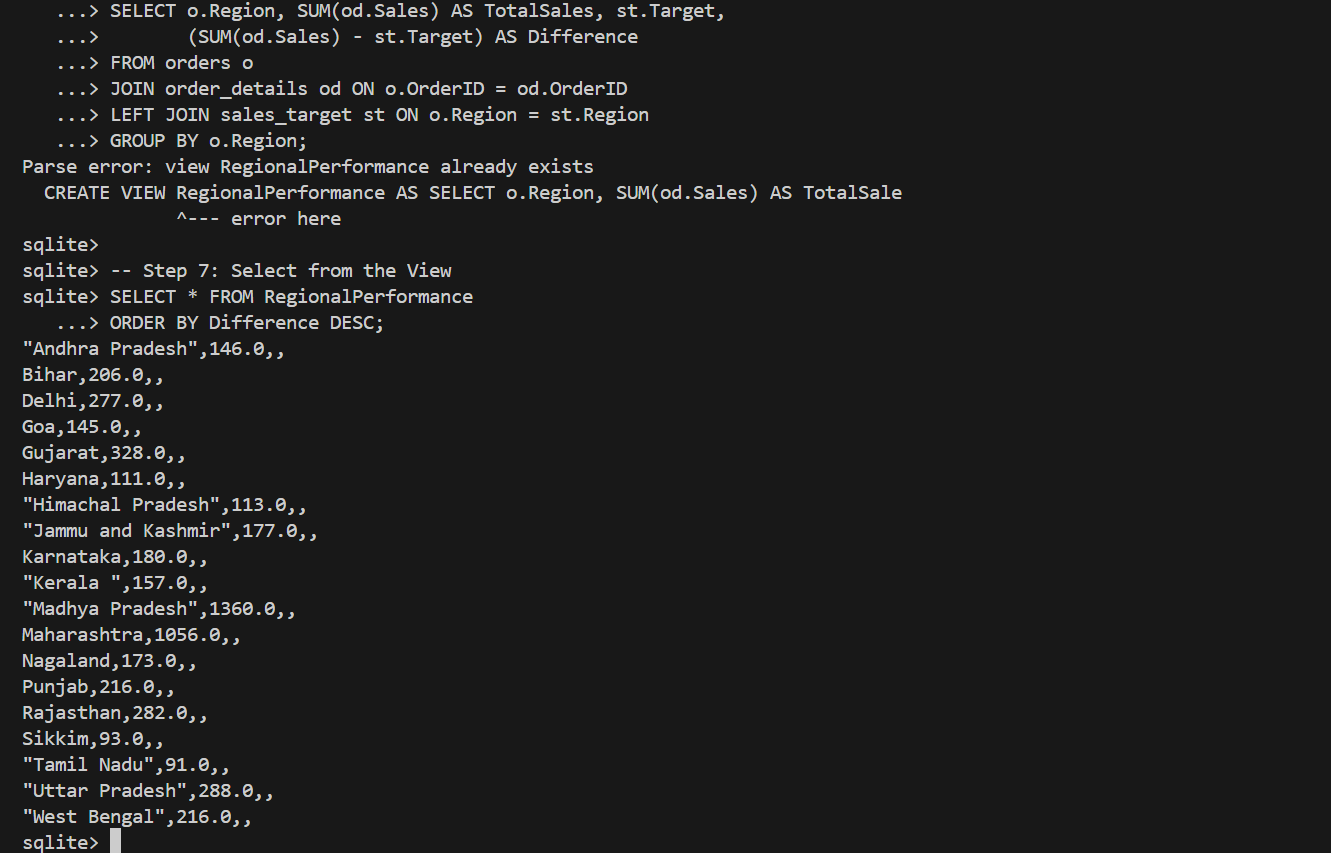 ...> SELECT o.Region, SUM(od.Sales) AS TotalSales, st.Target,
...> (SUM(od.Sales) - st.Target) AS Difference
...> FROM orders o
...> JOIN order_details od ON o.OrderID = od.OrderID
...> LEFT JOIN sales_target st ON o.Region = st.Region
...> GROUP BY o.Region;
Parse error: view RegionalPerformance already exists
CREATE VIEW RegionalPerformance AS SELECT o.Region, SUM(od.Sales) AS TotalSale
^--- error here
sqlite>
sqlite> -- Step 7: Select from the View
sqlite> SELECT * FROM RegionalPerformance
...> ORDER BY Difference DESC;
"Andhra Pradesh",146.0,,
Bihar,206.0,,
Delhi,277.0,,
Goa,145.0,,
Gujarat,328.0,,
Haryana,111.0,,
"Himachal Pradesh",113.0,,
"Jammu and Kashmir",177.0,,
Karnataka,180.0,,
"Kerala ",157.0,,
"Madhya Pradesh",1360.0,,
Maharashtra,1056.0,,
Nagaland,173.0,,
Punjab,216.0,,
Rajasthan,282.0,,
Sikkim,93.0,,
"Tamil Nadu",91.0,,
"Uttar Pradesh",288.0,,
"West Bengal",216.0,,
sqlite>